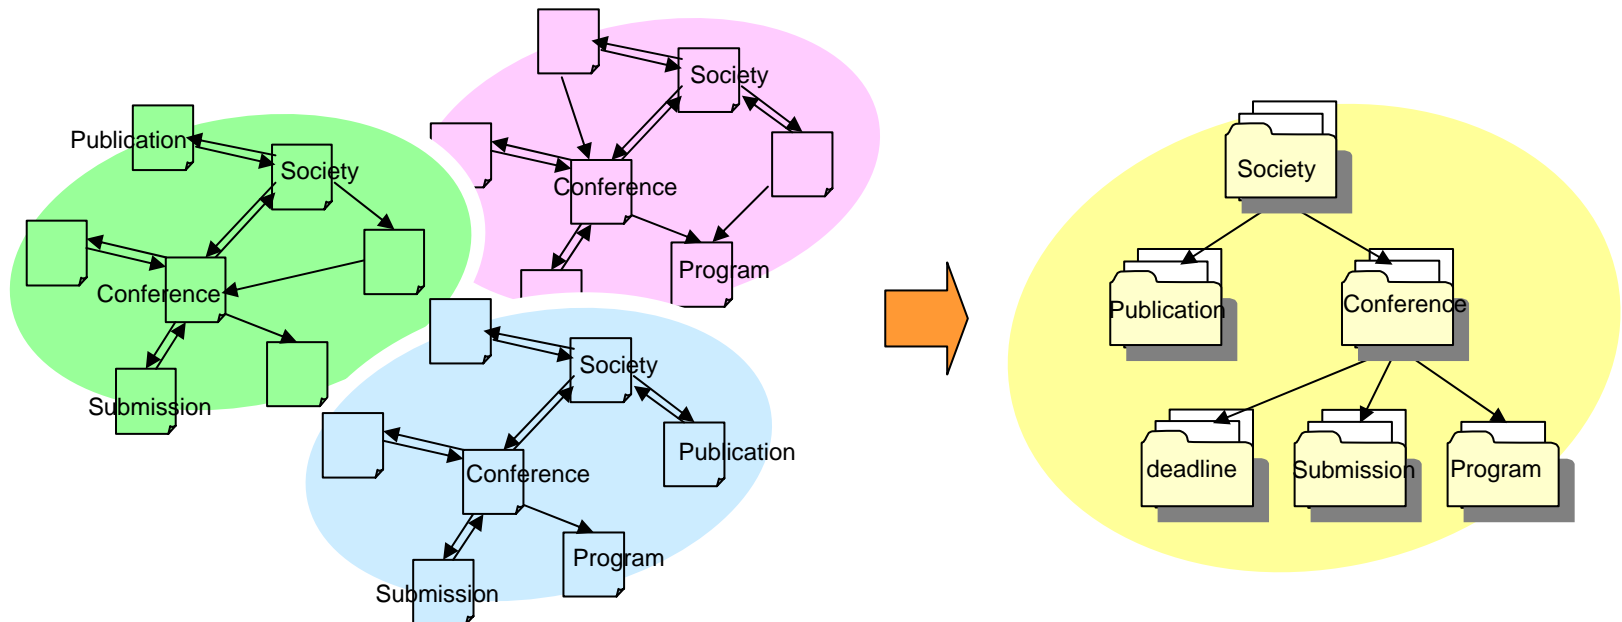 Publication
Society
Conference
Submission
Society
Conference
Program
Society
Publication
Conference
Program
Submission
Society
Publication
Conference
deadline
Submission
Program